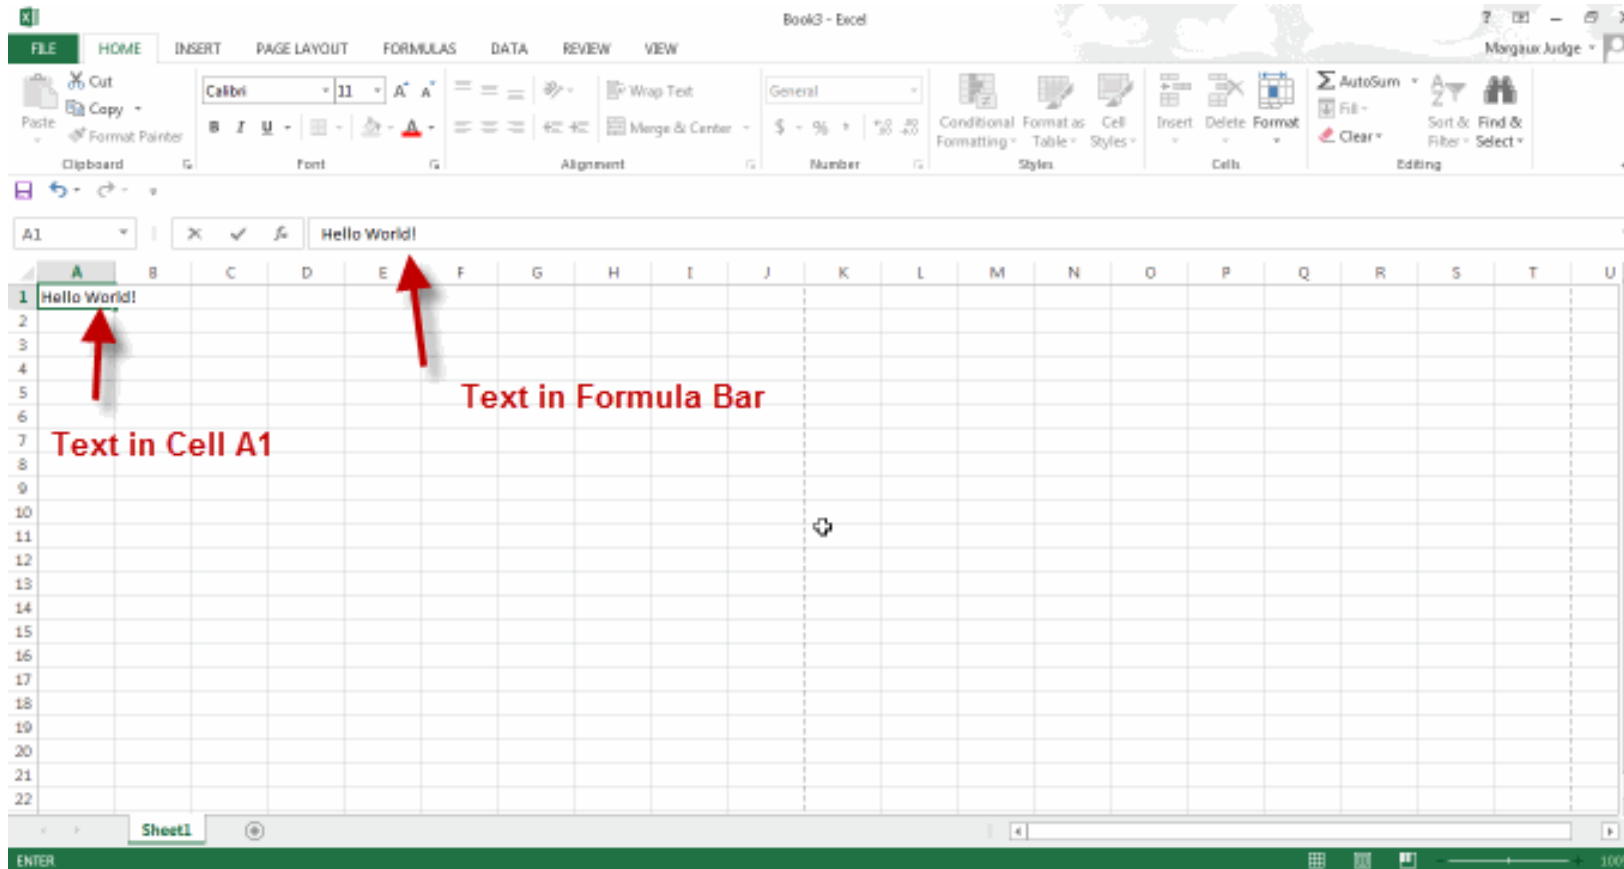 Book3 - Excel
FILE HOME INSERT PAGE LAYOUT FORMULAS DATA REVIEW VIEW Margaux Judge
Cut
Copy
Format Painter
Paste
Calibri 11
B I U
Wrap Text
Merge & Center
General
$ %
Conditional Formatting
Format as Table
Cell Styles
Insert Delete Format
AutoSum
Fill
Clear
Sort & Filter
Find & Select
Clipboard Font Alignment Number Styles Cells Editing
A1 Hello World!
A B C D E F G H I J K L M N O P Q R S T U
1 Hello World!
2
3
4
5
Text in Formula Bar
6
7
Text in Cell A1
8
9
10
11
12
13
14
15
16
17
18
19
20
21
22
Sheet1
ENTER 100%